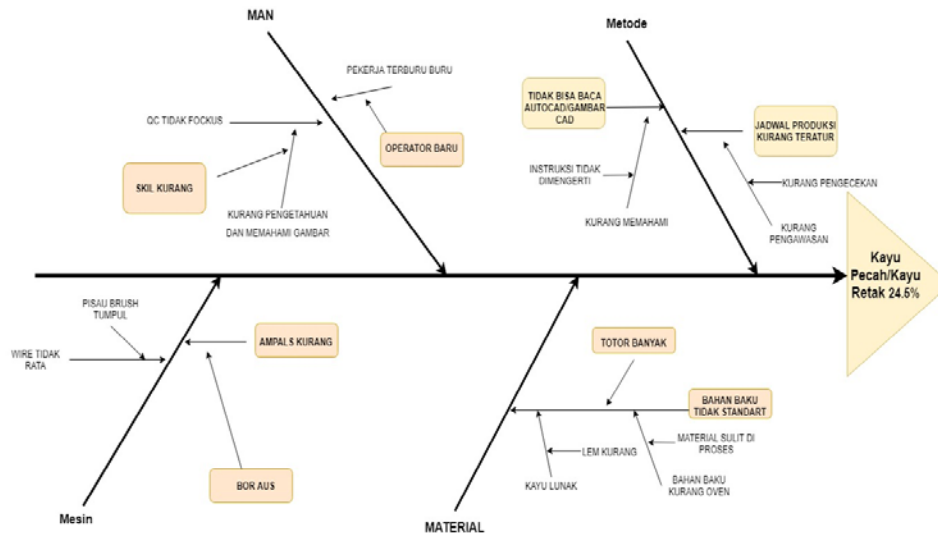 MAN
Metode
PEKERJA TERBURU BURU
QC TIDAK FOCKUS
OPERATOR BARU
SKIL KURANG
KURANG PENGETAHUAN
DAN MEMAHAMI GAMBAR
TIDAK BISA BACA
AUTOCAD/GAMBAR
CAD
JADWAL PRODUKSI
KURANG TERATUR
INSTRUKSI TIDAK
DIMENGERTI
KURANG PENGECEKAN
KURANG MEMAHAMI
KURANG
PENGAWASAN
Kayu
Pecah/Kayu
Retak 24.5%
PISAU BRUSH
TUMPUL
WIRE TIDAK
RATA
AMPALS KURANG
BOR AUS
Mesin
TOTOR BANYAK
BAHAN BAKU
TIDAK STANDART
LEM KURANG
MATERIAL SULIT DI
PROSES
KAYU LUNAK
BAHAN BAKU
KURANG OVEN
MATERIAL